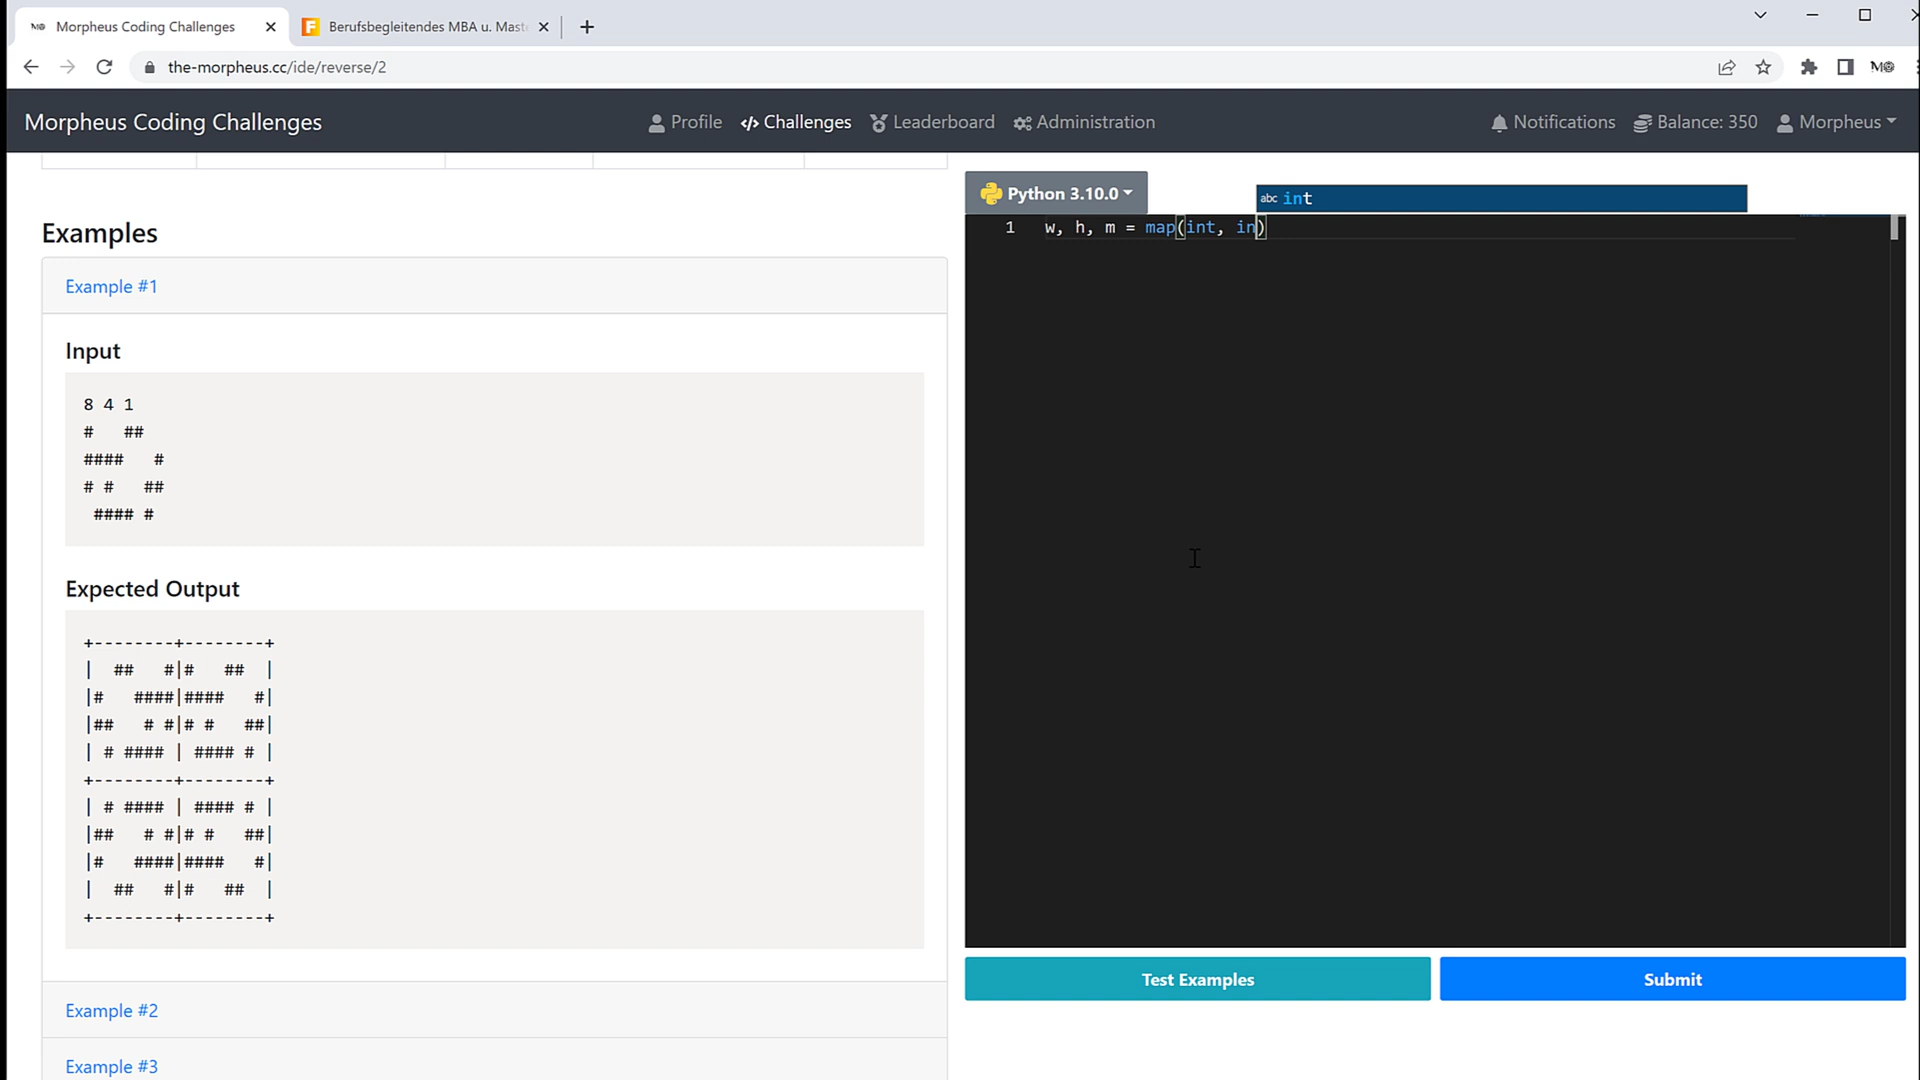 Morpheus Coding Challenges
Berufsbegleitendes MBA u. Mast
the-morpheus.cc/ide/reverse/2
Morpheus Coding Challenges
Profile
Challenges
Leaderboard
Administration
Notifications
Balance: 350
Morpheus
Examples
Example #1
Input
8 4 1
#   ##
####   #
# #   ##
 #### #
Expected Output
+--------+--------+
|  ##   #|#   ##  |
|#   ####|####   #|
|##   # #|# #   ##|
| # #### | #### # |
+--------+--------+
| # #### | #### # |
|##   # #|# #   ##|
|#   ####|####   #|
|  ##   #|#   ##  |
+--------+--------+
Example #2
Example #3
Python 3.10.0
abc int
1 w, h, m = map(int, in)
Test Examples
Submit